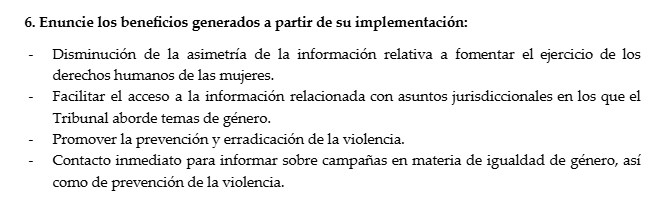 6. Enuncie los beneficios generados a partir de su implementación:
- Disminución de la asimetría de la información relativa a fomentar el ejercicio de los
derechos humanos de las mujeres.
- Facilitar el acceso a la información relacionada con asuntos jurisdiccionales en los que el
Tribunal aborde temas de género.
- Promover la prevención y erradicación de la violencia.
- Contacto inmediato para informar sobre campañas en materia de igualdad de género, así
como de prevención de la violencia.